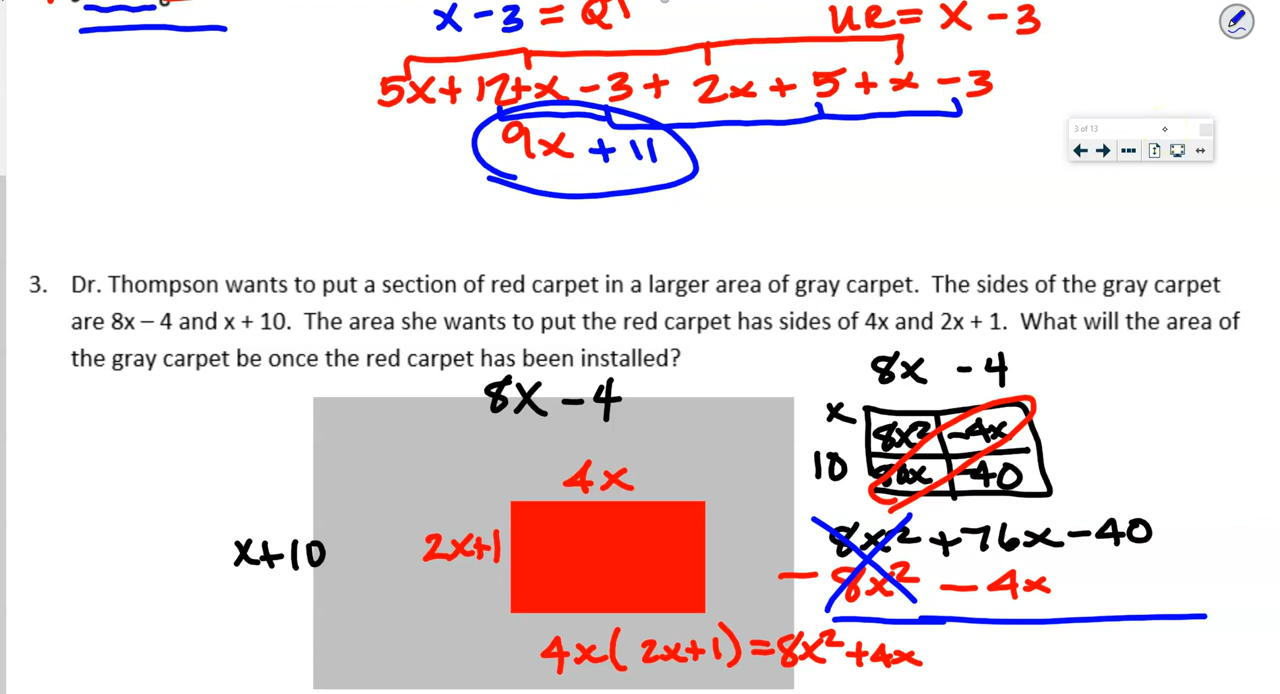 x - 3 = QT
UR = x - 3
5x + 12 + x - 3 + 2x + 5 + x - 3
9x + 11
3 of 13
3. Dr. Thompson wants to put a section of red carpet in a larger area of gray carpet. The sides of the gray carpet
are 8x – 4 and x + 10. The area she wants to put the red carpet has sides of 4x and 2x + 1. What will the area of
the gray carpet be once the red carpet has been installed?
8x - 4
8x - 4
x 8x² -4x
10 80x -40
4x
x+10
2x+1
8x² + 76x - 40
- 8x² - 4x
4x( 2x+1 ) = 8x² + 4x